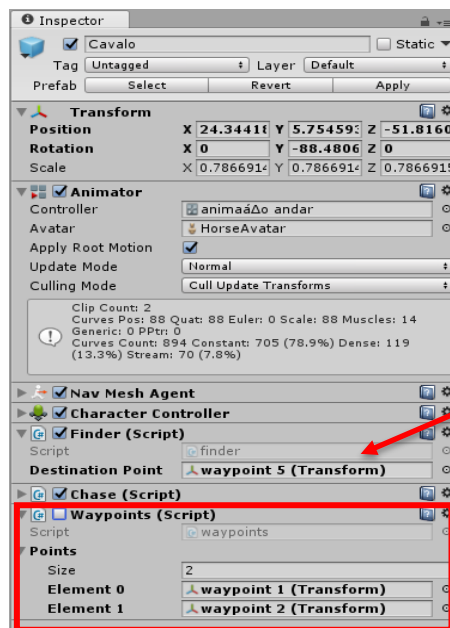 Inspector
Cavalo Static
Tag Untagged Layer Default
Prefab Select Revert Apply
Transform
Position X 24.34418 Y 5.754593 Z -51.8160
Rotation X 0 Y -88.4806 Z 0
Scale X 0.7866914 Y 0.7866914 Z 0.7866915
Animator
Controller animaáΔo andar
Avatar HorseAvatar
Apply Root Motion
Update Mode Normal
Culling Mode Cull Update Transforms
Clip Count: 2
Curves Pos: 88 Quat: 88 Euler: 0 Scale: 88 Muscles: 14
Generic: 0 PPtr: 0
Curves Count: 894 Constant: 705 (78.9%) Dense: 119
(13.3%) Stream: 70 (7.8%)
Nav Mesh Agent
Character Controller
Finder (Script)
Script finder
Destination Point waypoint 5 (Transform)
Chase (Script)
Waypoints (Script)
Script waypoints
Points
Size 2
Element 0 waypoint 1 (Transform)
Element 1 waypoint 2 (Transform)